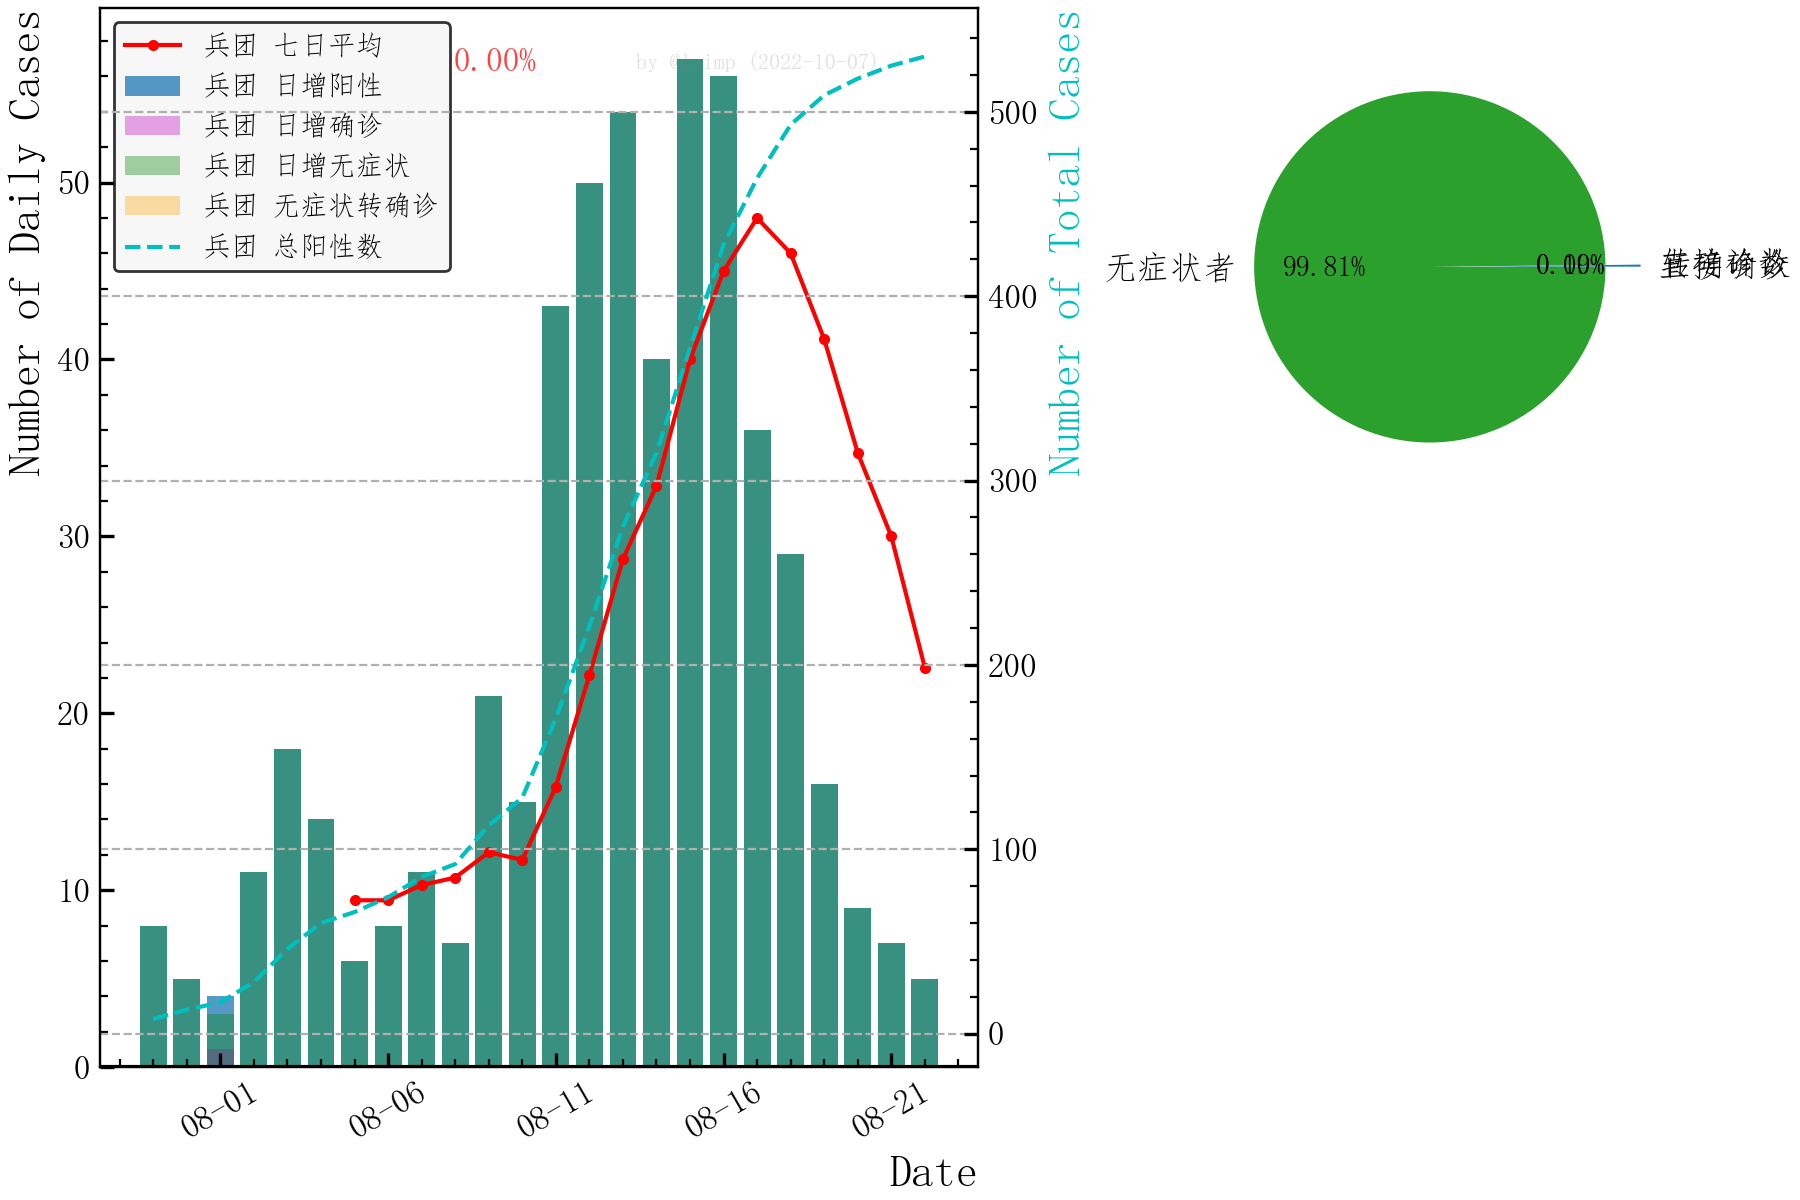 Number of Daily Cases
兵团 七日平均
兵团 日增阳性
兵团 日增确诊
兵团 日增无症状
兵团 无症状转确诊
兵团 总阳性数
0.00%
by (2022-10-07)
50
40
30
20
10
0
500
400
300
200
100
0
Number of Total Cases
08-01
08-06
08-11
08-16
08-21
Date
无症状者
99.81%